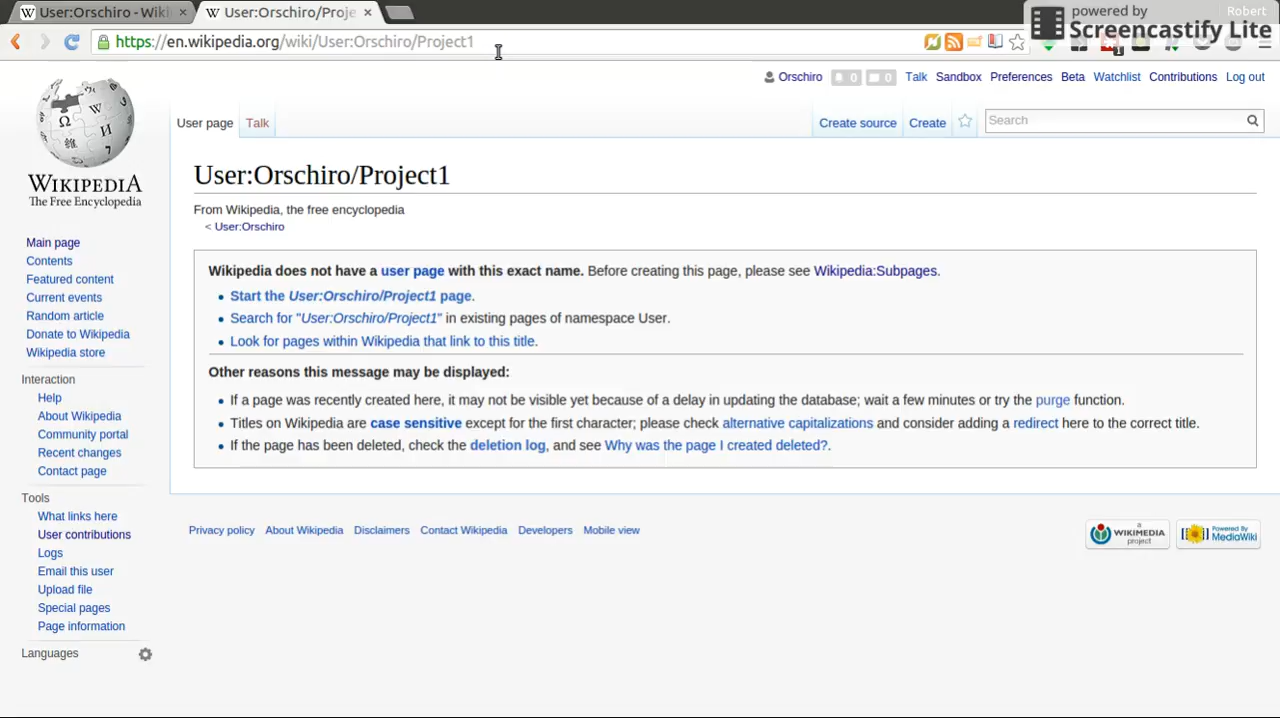 User:Orschiro - Wiki
User:Orschiro/Proje
powered by
Screencastify Lite
Robert
https://en.wikipedia.org/wiki/User:Orschiro/Project1
Orschiro 0 0 Talk Sandbox Preferences Beta Watchlist Contributions Log out
User page Talk Create source Create Search
WIKIPEDIA
The Free Encyclopedia
User:Orschiro/Project1
From Wikipedia, the free encyclopedia
< User:Orschiro
Wikipedia does not have a user page with this exact name. Before creating this page, please see Wikipedia:Subpages.
Start the User:Orschiro/Project1 page.
Search for "User:Orschiro/Project1" in existing pages of namespace User.
Look for pages within Wikipedia that link to this title.
Other reasons this message may be displayed:
If a page was recently created here, it may not be visible yet because of a delay in updating the database; wait a few minutes or try the purge function.
Titles on Wikipedia are case sensitive except for the first character; please check alternative capitalizations and consider adding a redirect here to the correct title.
If the page has been deleted, check the deletion log, and see Why was the page I created deleted?.
Main page
Contents
Featured content
Current events
Random article
Donate to Wikipedia
Wikipedia store
Interaction
Help
About Wikipedia
Community portal
Recent changes
Contact page
Tools
What links here
User contributions
Logs
Email this user
Upload file
Special pages
Page information
Languages
Privacy policy About Wikipedia Disclaimers Contact Wikipedia Developers Mobile view
a
WIKIMEDIA
project
Powered By
MediaWiki